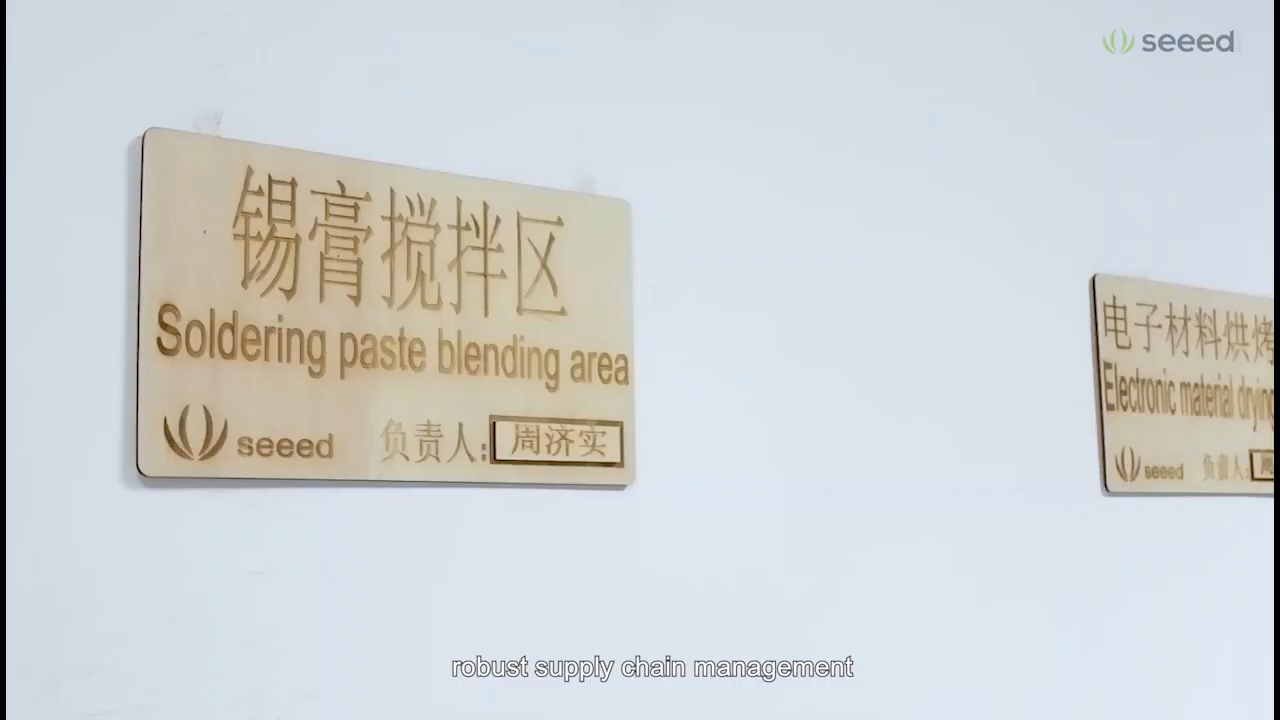 seeed
锡膏搅拌区
Soldering paste blending area
seeed 负责人: 周济实
电子材料烘烤
Electronic material drying
seeed 负责人:
robust supply chain management